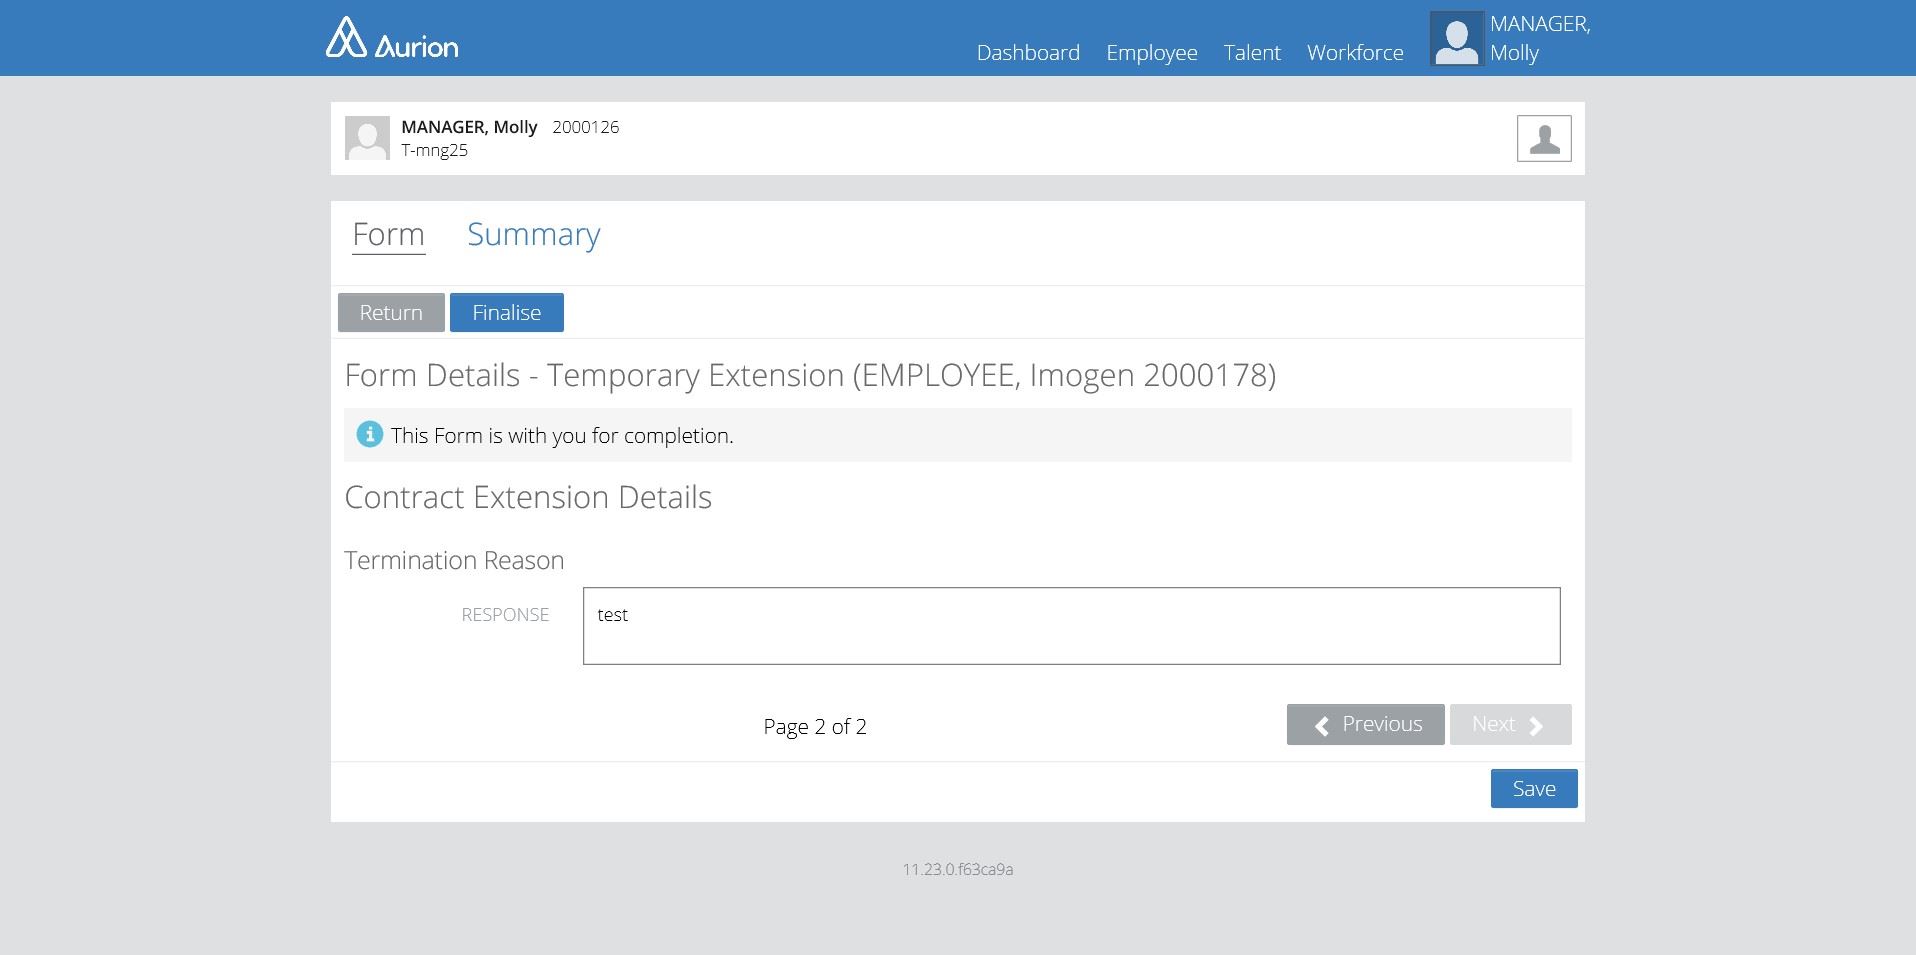 Aurion
Dashboard Employee Talent Workforce
MANAGER,
Molly
MANAGER, Molly 2000126
T-mng25
Form Summary
Return Finalise
Form Details - Temporary Extension (EMPLOYEE, Imogen 2000178)
This Form is with you for completion.
Contract Extension Details
Termination Reason
RESPONSE test
Page 2 of 2 Previous Next
Save
11.23.0.f63ca9a